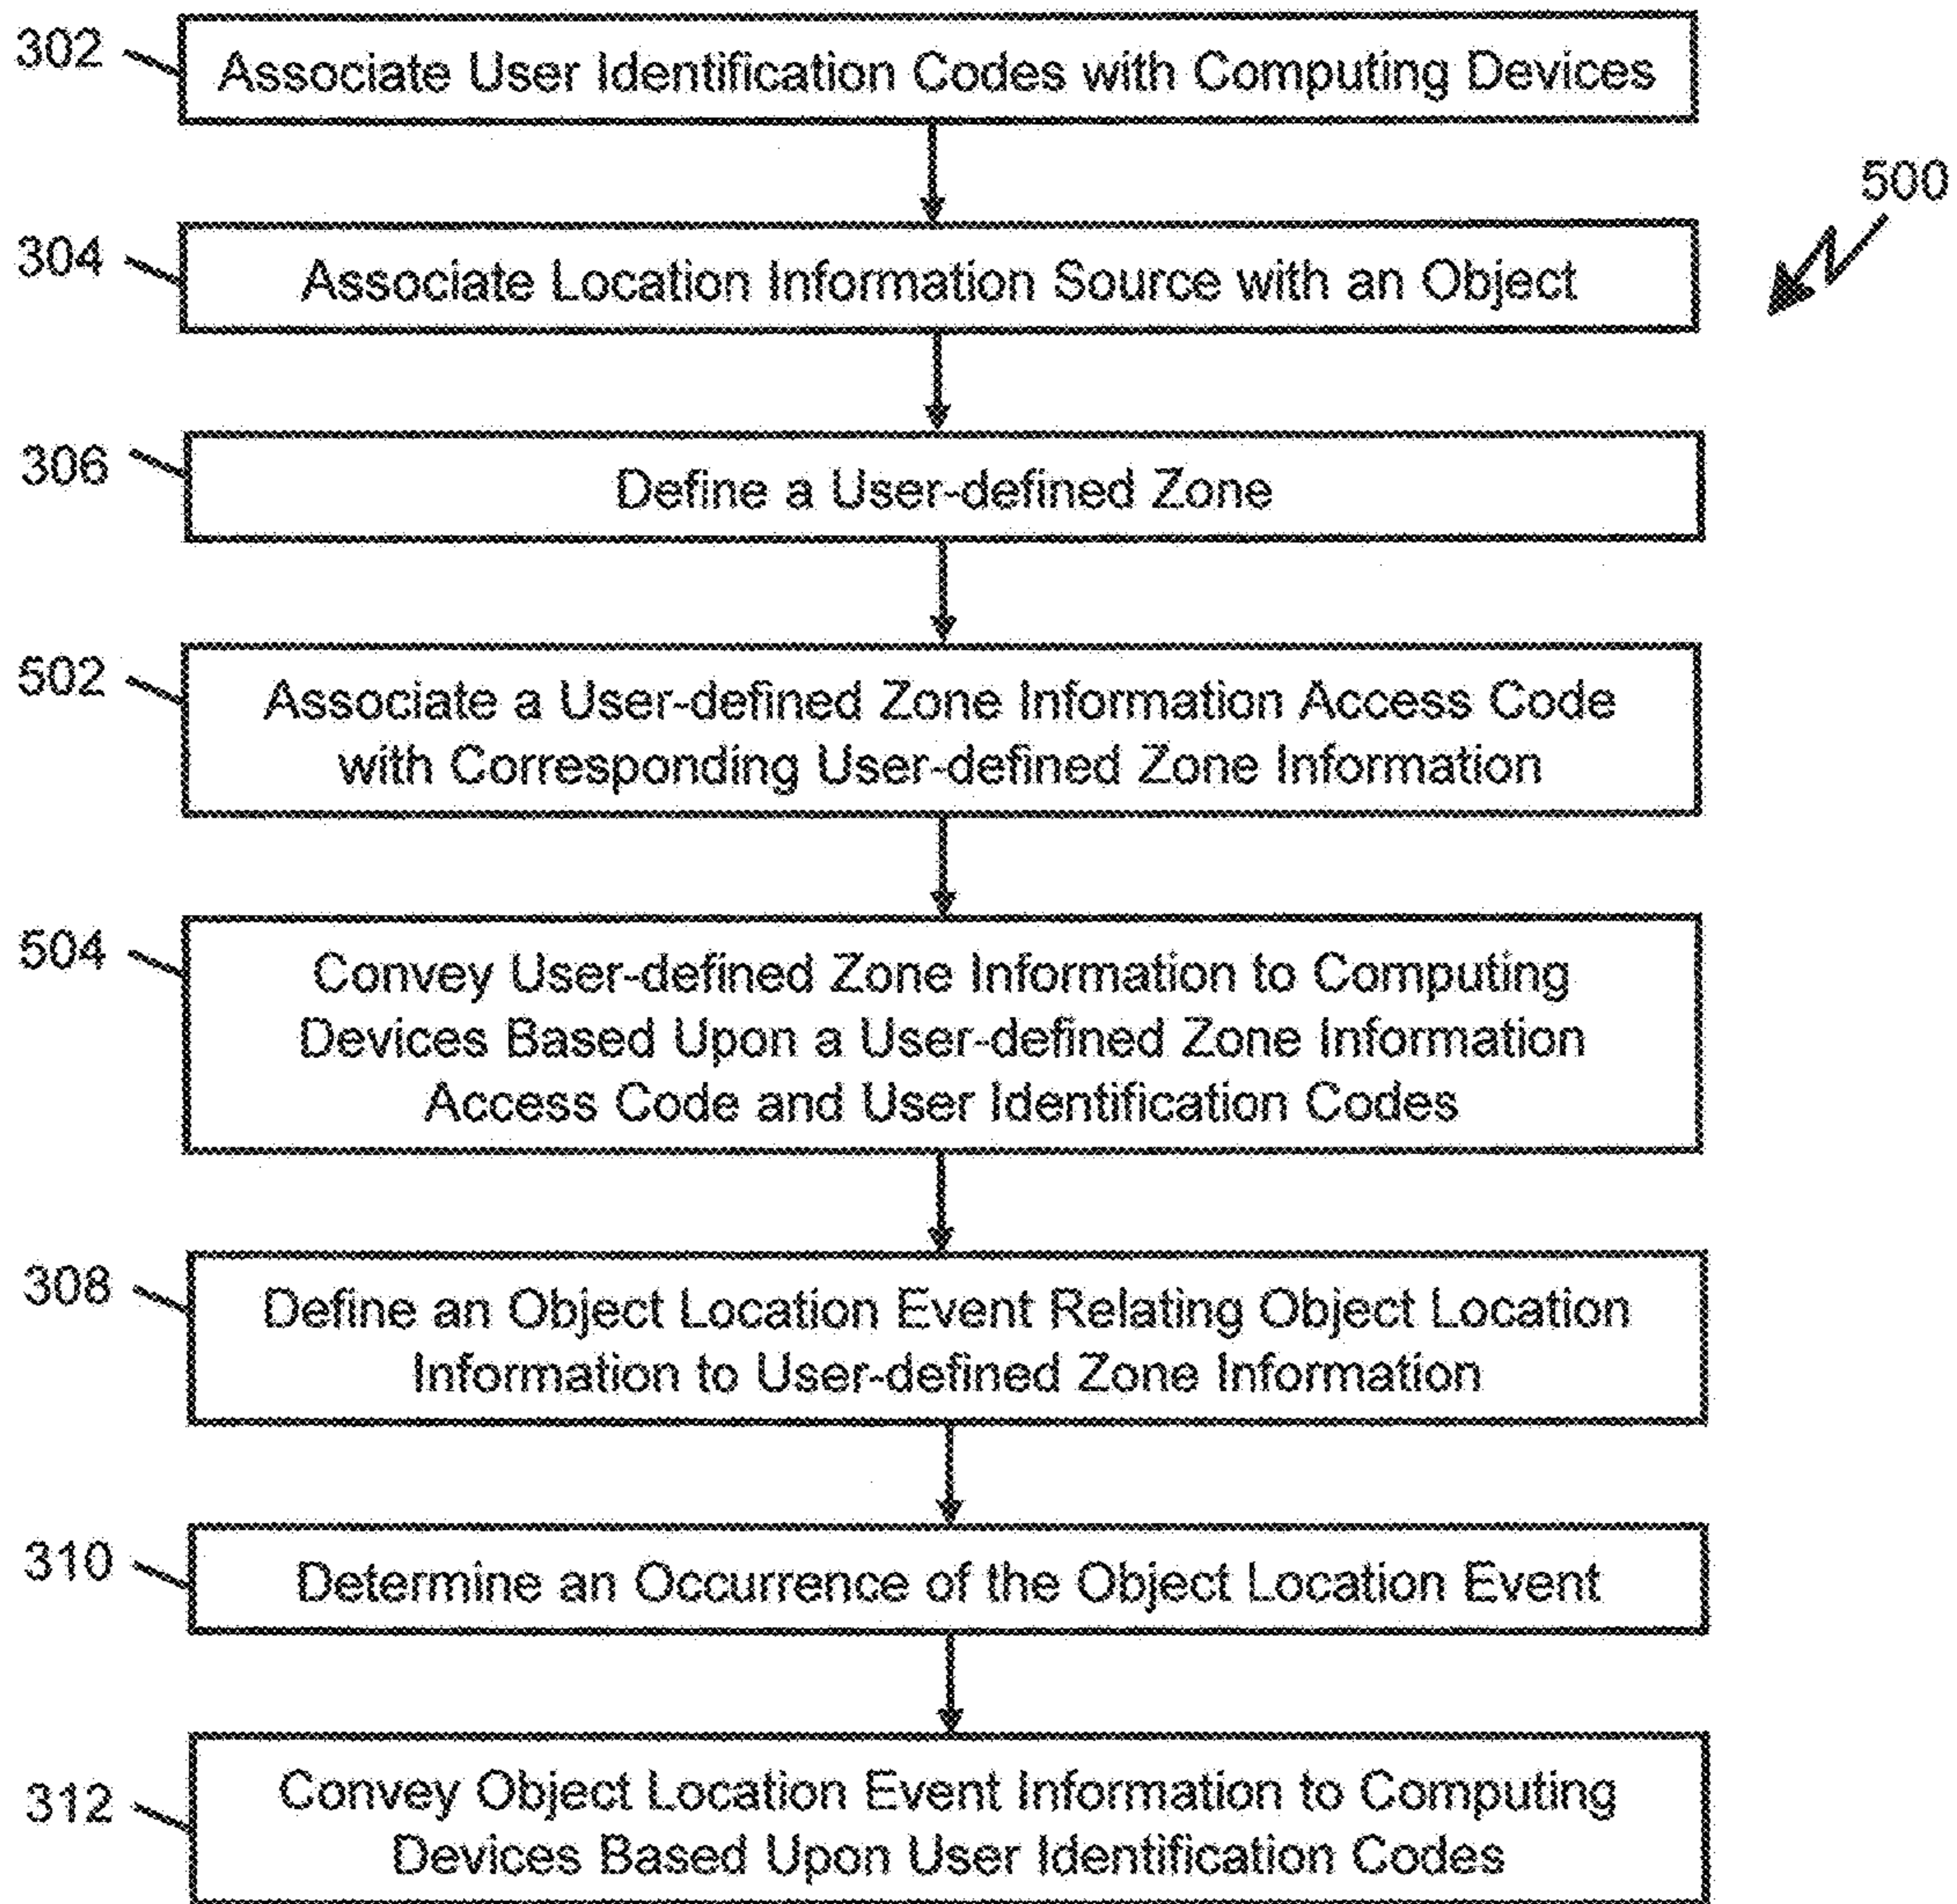 302
Associate User Identification Codes with Computing Devices
500
304
Associate Location Information Source with an Object
306
Define a User-defined Zone
502
Associate a User-defined Zone Information Access Code
with Corresponding User-defined Zone Information
504
Convey User-defined Zone Information to Computing
Devices Based Upon a User-defined Zone Information
Access Code and User Identification Codes
308
Define an Object Location Event Relating Object Location
Information to User-defined Zone Information
310
Determine an Occurrence of the Object Location Event
312
Convey Object Location Event Information to Computing
Devices Based Upon User Identification Codes